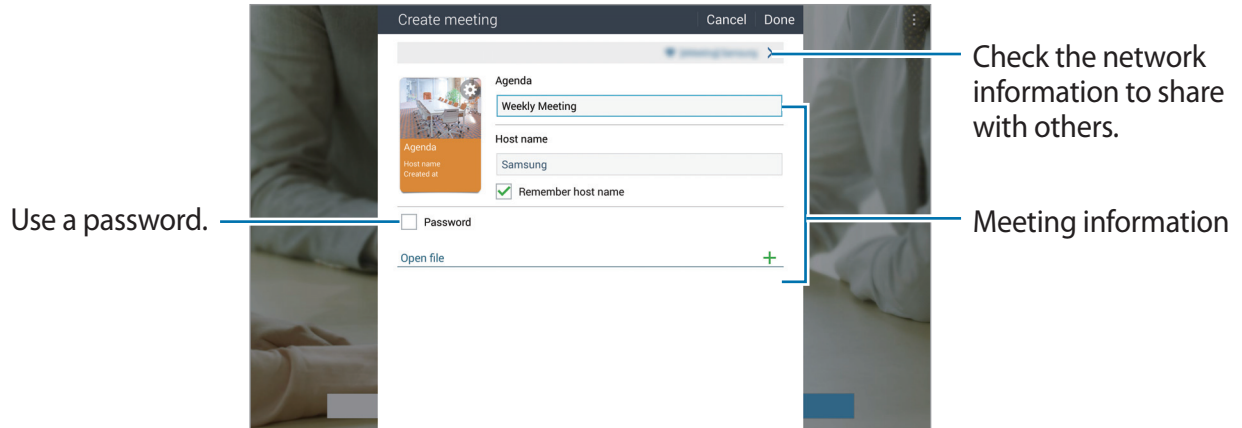 Create meeting
Cancel Done
Check the network
information to share
with others.
Agenda
Weekly Meeting
Host name
Samsung
Remember host name
Agenda
Host name
Created at
Use a password.
Password
Meeting information
Open file